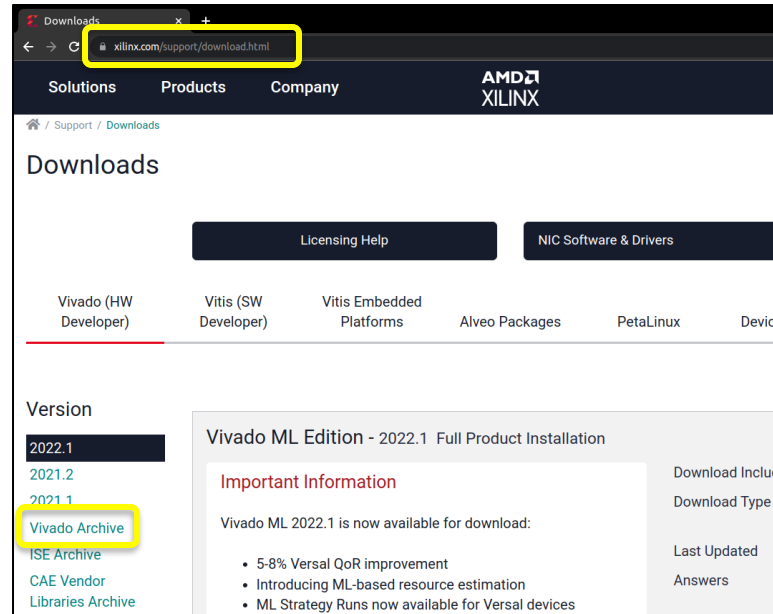 Downloads × +
xilinx.com/support/download.html
Solutions Products Company
AMD
XILINX
/ Support / Downloads
Downloads
Licensing Help NIC Software & Drivers
Vivado (HW
Developer)
Vitis (SW
Developer)
Vitis Embedded
Platforms
Alveo Packages
PetaLinux
Devic
Version
2022.1
2021.2
2021.1
Vivado Archive
ISE Archive
CAE Vendor
Libraries Archive
Vivado ML Edition - 2022.1 Full Product Installation
Important Information
Vivado ML 2022.1 is now available for download:
• 5-8% Versal QoR improvement
• Introducing ML-based resource estimation
• ML Strategy Runs now available for Versal devices
Download Inclu
Download Type
Last Updated
Answers